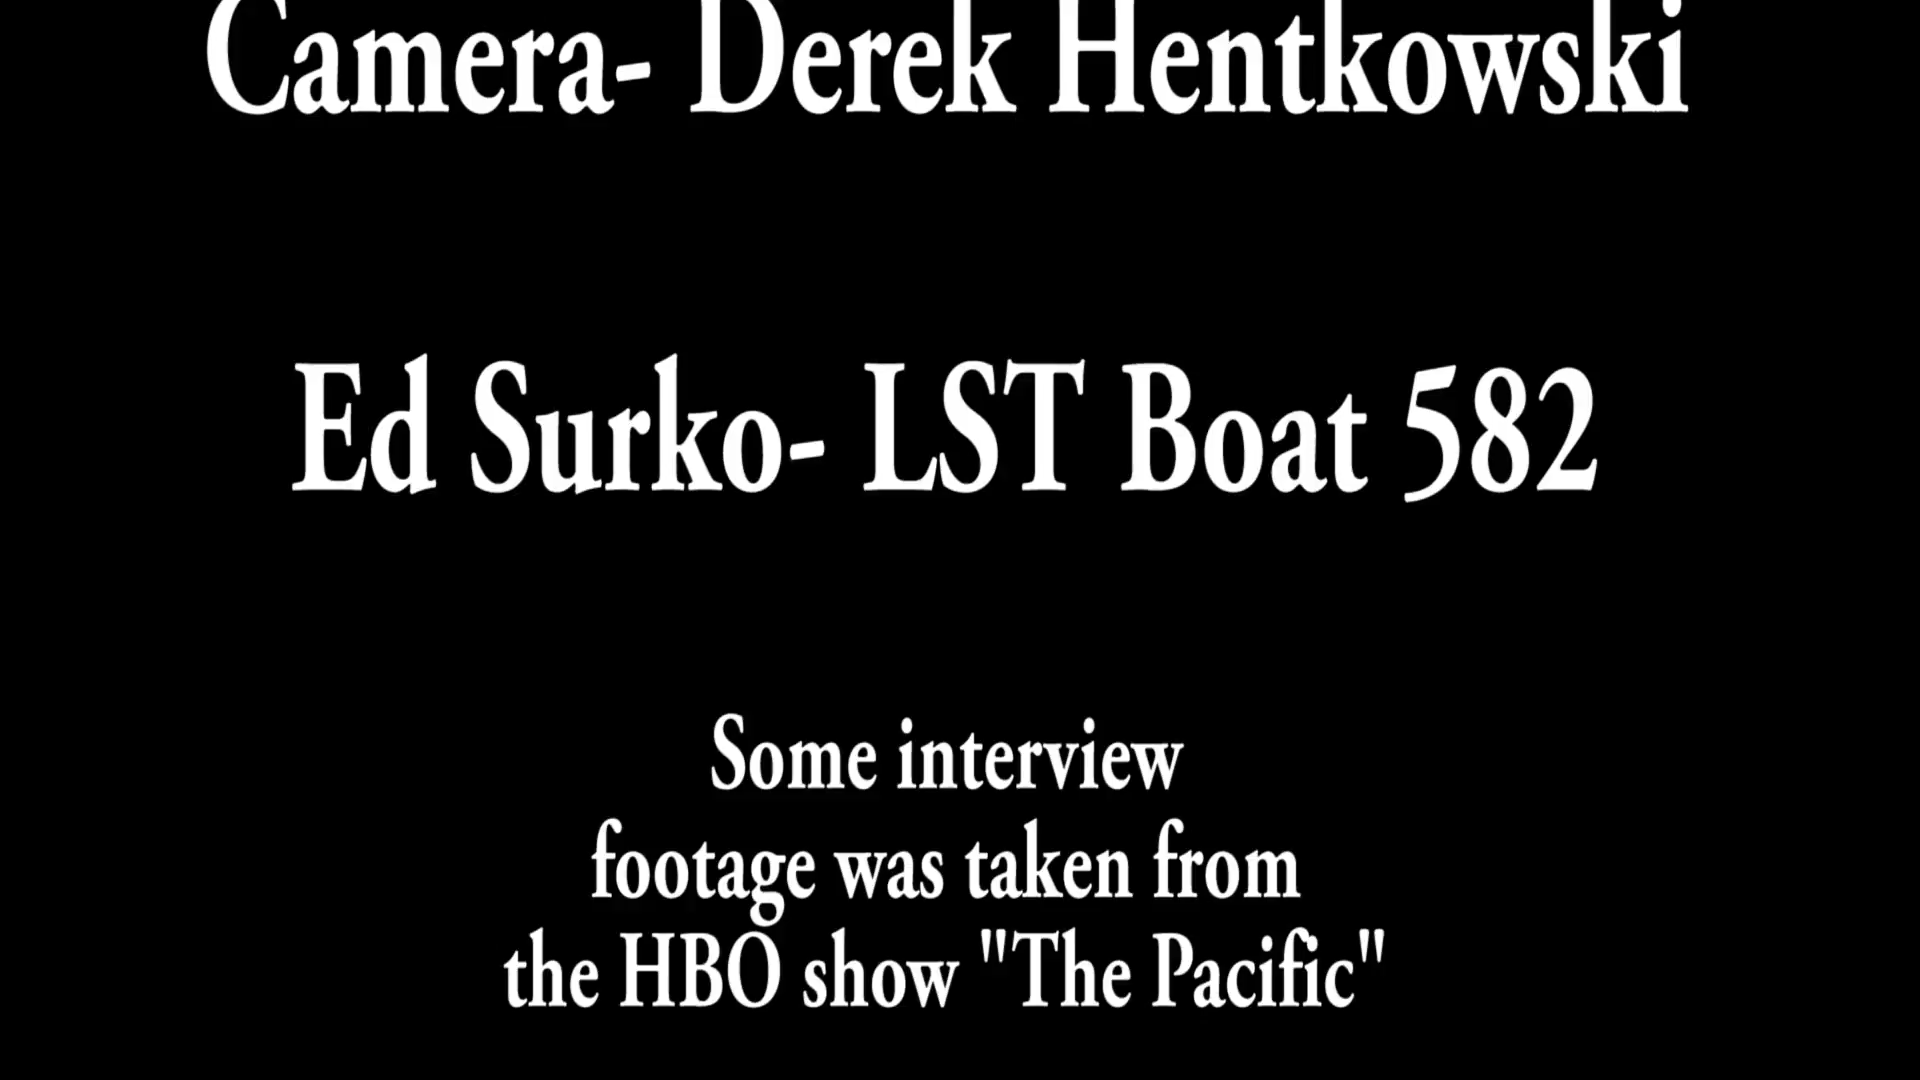 Camera- Derek Hentkowski
Ed Surko- LST Boat 582
Some interview
footage was taken from
the HBO show "The Pacific"